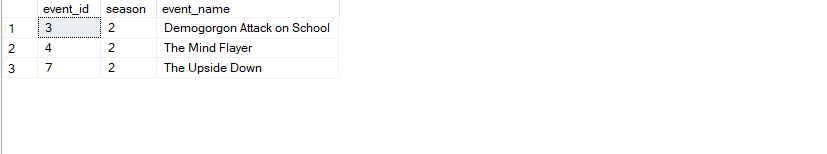 event_id season event_name
1 3 2 Demogorgon Attack on School
2 4 2 The Mind Flayer
3 7 2 The Upside Down